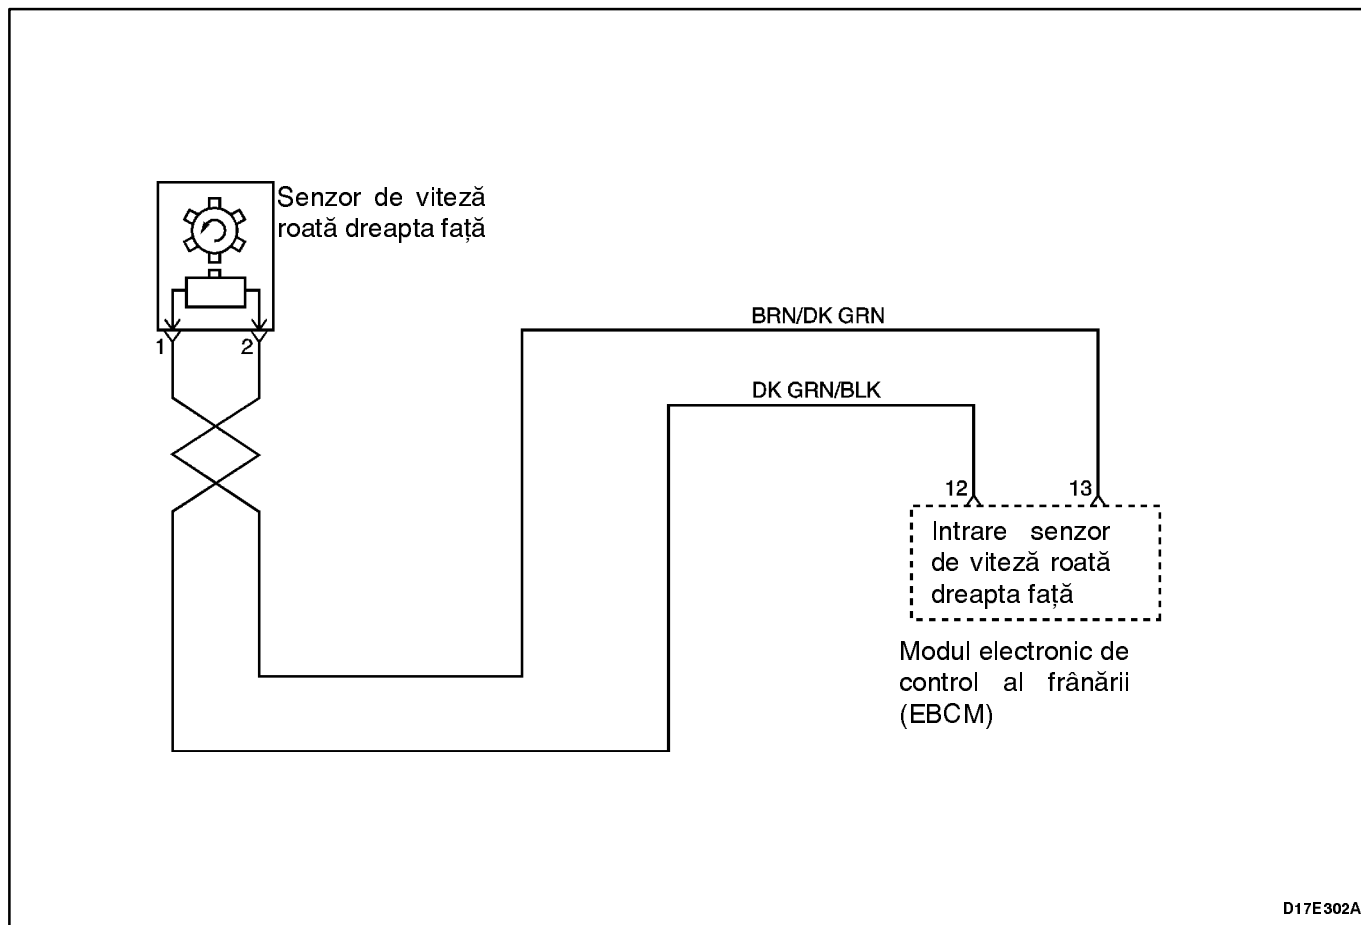 Senzor de viteză
roată dreapta față
1
2
BRN/DK GRN
DK GRN/BLK
12
13
Intrare senzor
de viteză roată
dreapta față
Modul electronic de
control al frânării
(EBCM)
D17E302A